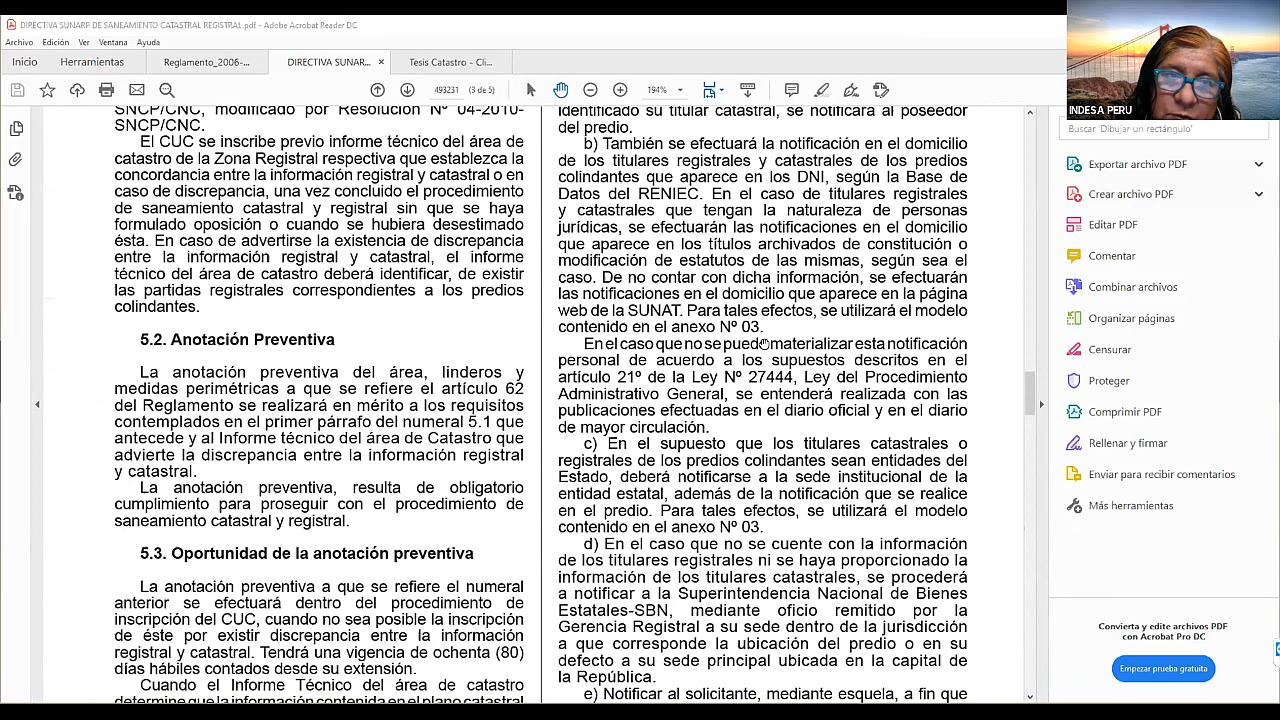 DIRECTIVA SUNARP DE SANEAMIENTO CATASTRAL REGISTRAL.pdf - Adobe Acrobat Reader DC
Archivo Edición Ver Ventana Ayuda
Inicio Herramientas Reglamento_2006-... DIRECTIVA SUNAR... × Tesis Catastro - Cli...
493231 (3 de 5) 194%
SNCP/CNC, modificado por Resolución Nº 04-2010-
SNCP/CNC.
El CUC se inscribe previo informe técnico del área de
catastro de la Zona Registral respectiva que establezca la
concordancia entre la información registral y catastral o en
caso de discrepancia, una vez concluido el procedimiento
de saneamiento catastral y registral sin que se haya
formulado oposición o cuando se hubiera desestimado
ésta. En caso de advertirse la existencia de discrepancia
entre la información registral y catastral, el informe
técnico del área de catastro deberá identificar, de existir
las partidas registrales correspondientes a los predios
colindantes.
5.2. Anotación Preventiva
La anotación preventiva del área, linderos y
medidas perimétricas a que se refiere el artículo 62
del Reglamento se realizará en mérito a los requisitos
contemplados en el primer párrafo del numeral 5.1 que
antecede y al Informe técnico del área de Catastro que
advierte la discrepancia entre la información registral
y catastral.
La anotación preventiva, resulta de obligatorio
cumplimiento para proseguir con el procedimiento de
saneamiento catastral y registral.
5.3. Oportunidad de la anotación preventiva
La anotación preventiva a que se refiere el numeral
anterior se efectuará dentro del procedimiento de
inscripción del CUC, cuando no sea posible la inscripción
de éste por existir discrepancia entre la información
registral y catastral. Tendrá una vigencia de ochenta (80)
días hábiles contados desde su extensión.
Cuando el Informe Técnico del área de catastro
determine que la información contenida en el plano catastral
identificado su titular catastral, se notificará al poseedor
del predio.
b) También se efectuará la notificación en el domicilio
de los titulares registrales y catastrales de los predios
colindantes que aparece en los DNI, según la Base de
Datos del RENIEC. En el caso de titulares registrales
y catastrales que tengan la naturaleza de personas
jurídicas, se efectuarán las notificaciones en el domicilio
que aparece en los títulos archivados de constitución o
modificación de estatutos de las mismas, según sea el
caso. De no contar con dicha información, se efectuarán
las notificaciones en el domicilio que aparece en la página
web de la SUNAT. Para tales efectos, se utilizará el modelo
contenido en el anexo Nº 03.
En el caso que no se pueda materializar esta notificación
personal de acuerdo a los supuestos descritos en el
artículo 21º de la Ley Nº 27444, Ley del Procedimiento
Administrativo General, se entenderá realizada con las
publicaciones efectuadas en el diario oficial y en el diario
de mayor circulación.
c) En el supuesto que los titulares catastrales o
registrales de los predios colindantes sean entidades del
Estado, deberá notificarse a la sede institucional de la
entidad estatal, además de la notificación que se realice
en el predio. Para tales efectos, se utilizará el modelo
contenido en el anexo Nº 03.
d) En el caso que no se cuente con la información
de los titulares registrales ni se haya proporcionado la
información de los titulares catastrales, se procederá
a notificar a la Superintendencia Nacional de Bienes
Estatales-SBN, mediante oficio remitido por la
Gerencia Registral a su sede dentro de la jurisdicción
a que corresponde la ubicación del predio o en su
defecto a su sede principal ubicada en la capital de
la República.
e) Notificar al solicitante, mediante esquela, a fin que
INDESA PERU
Buscar 'Dibujar un rectángulo'
Exportar archivo PDF
Crear archivo PDF
Editar PDF
Comentar
Combinar archivos
Organizar páginas
Censurar
Proteger
Comprimir PDF
Rellenar y firmar
Enviar para recibir comentarios
Más herramientas
Convierta y edite archivos PDF
con Acrobat Pro DC
Empezar prueba gratuita